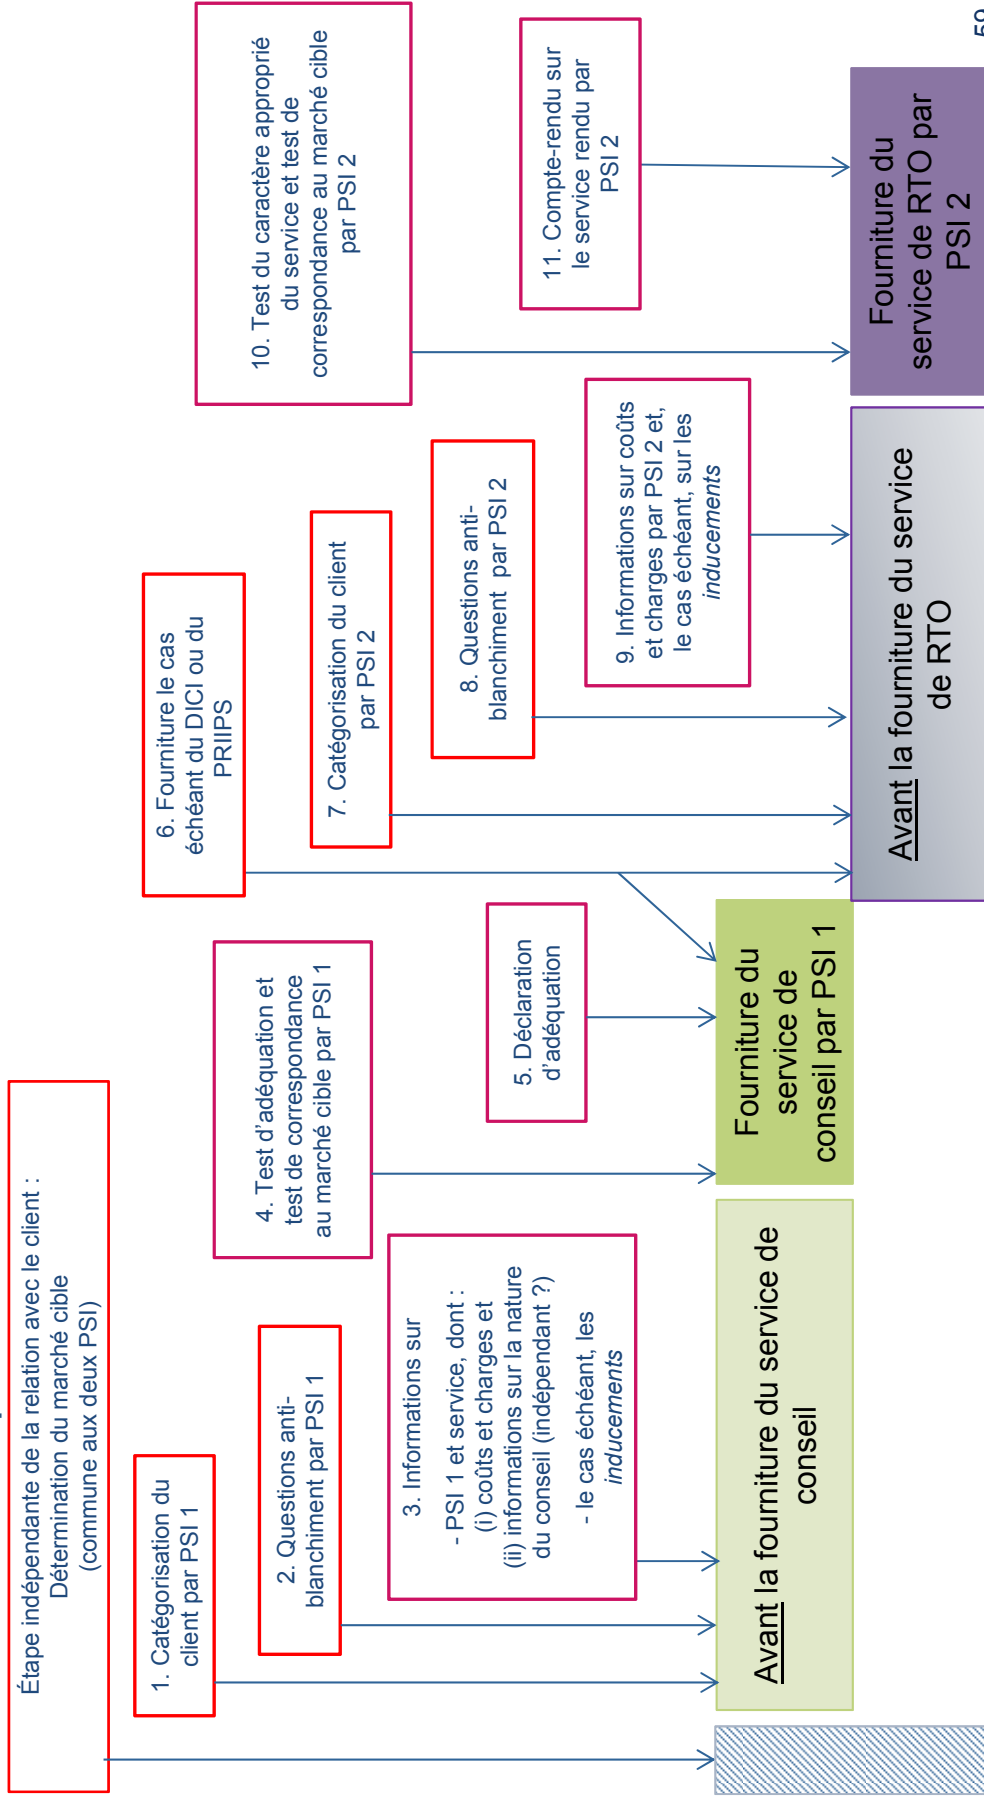 Étape indépendante de la relation avec le client :
Détermination du marché cible
(commune aux deux PSI)
1. Catégorisation du
client par PSI 1
2. Questions anti-
blanchiment par PSI 1
3. Informations sur
- PSI 1 et service, dont :
(i) coûts et charges et
(ii) informations sur la nature
du conseil (indépendant ?)
- le cas échéant, les
inducements
4. Test d’adéquation et
test de correspondance
au marché cible par PSI 1
5. Déclaration
d’adéquation
6. Fourniture le cas
échéant du DICI ou du
PRIIPS
7. Catégorisation du client
par PSI 2
8. Questions anti-
blanchiment par PSI 2
9. Informations sur coûts
et charges par PSI 2 et,
le cas échéant, sur les
inducements
10. Test du caractère approprié
du service et test de
correspondance au marché cible
par PSI 2
11. Compte-rendu sur
le service rendu par
PSI 2
Avant la fourniture du service de
conseil
Fourniture du
service de
conseil par PSI 1
Avant la fourniture du service
de RTO
Fourniture du
service de RTO par
PSI 2